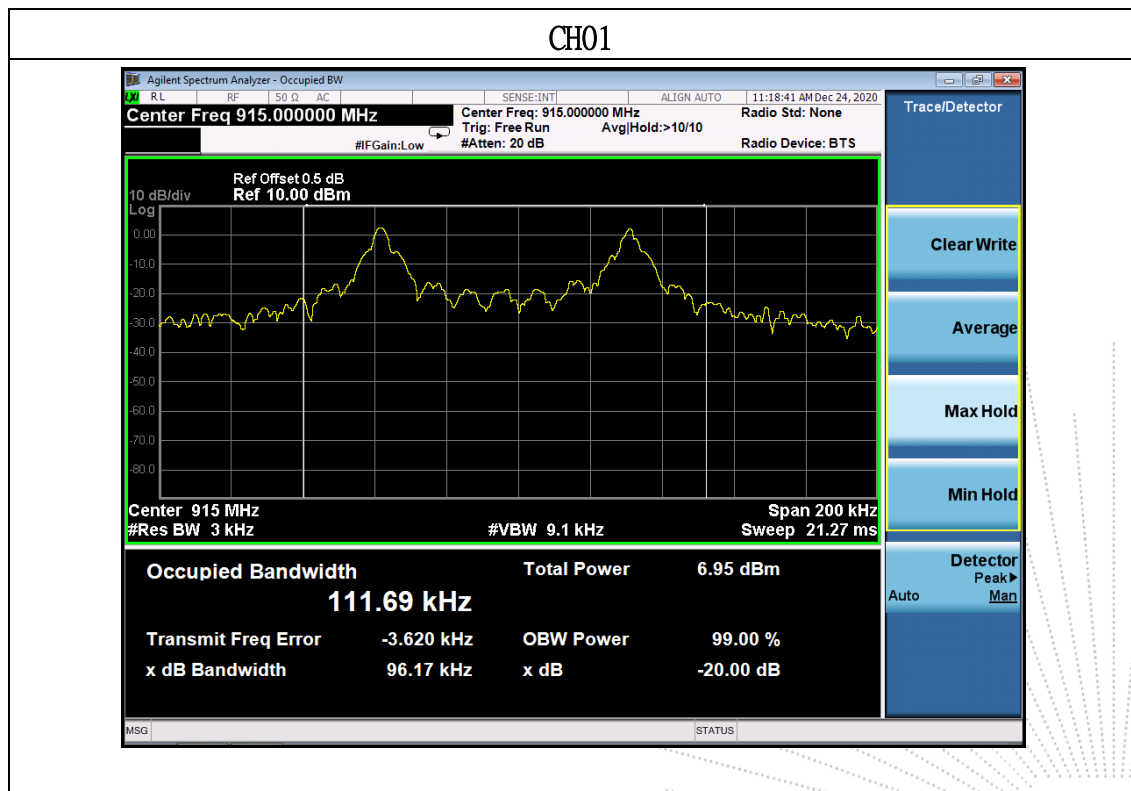 CH01
Agilent Spectrum Analyzer - Occupied BW
LXI RL RF 50 Ω AC SENSE:INT ALIGN AUTO 11:18:41 AM Dec 24, 2020
Center Freq 915.000000 MHz
Center Freq: 915.000000 MHz
Radio Std: None
Trig: Free Run Avg|Hold:>10/10
#IFGain:Low
#Atten: 20 dB
Radio Device: BTS
Ref Offset 0.5 dB
10 dB/div Ref 10.00 dBm
Log
0.00
-10.0
-20.0
-30.0
-40.0
-50.0
-60.0
-70.0
-80.0
Center 915 MHz Span 200 kHz
#Res BW 3 kHz #VBW 9.1 kHz Sweep 21.27 ms
Occupied Bandwidth Total Power 6.95 dBm
111.69 kHz
Transmit Freq Error -3.620 kHz OBW Power 99.00 %
x dB Bandwidth 96.17 kHz x dB -20.00 dB
MSG STATUS
Trace/Detector
Clear Write
Average
Max Hold
Min Hold
Detector
Peak▶
Auto Man